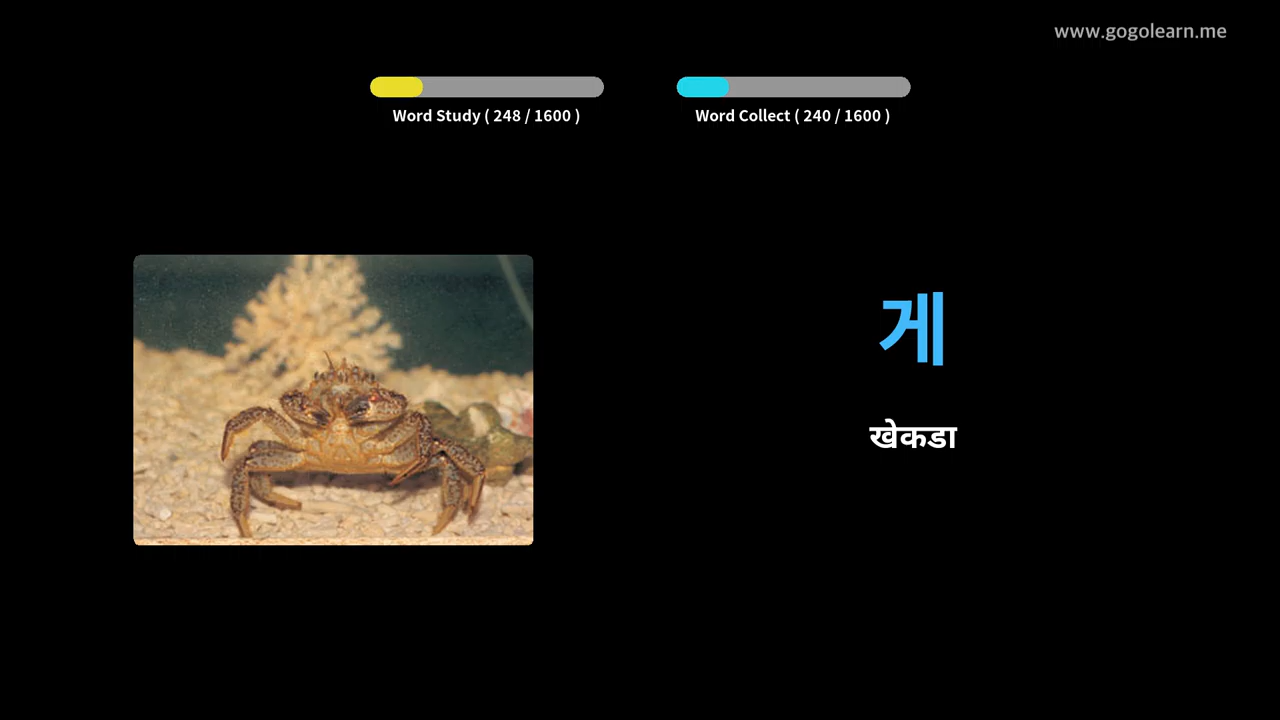 www.gogolearn.me
Word Study ( 248 / 1600 )
Word Collect ( 240 / 1600 )
게
खेकडा